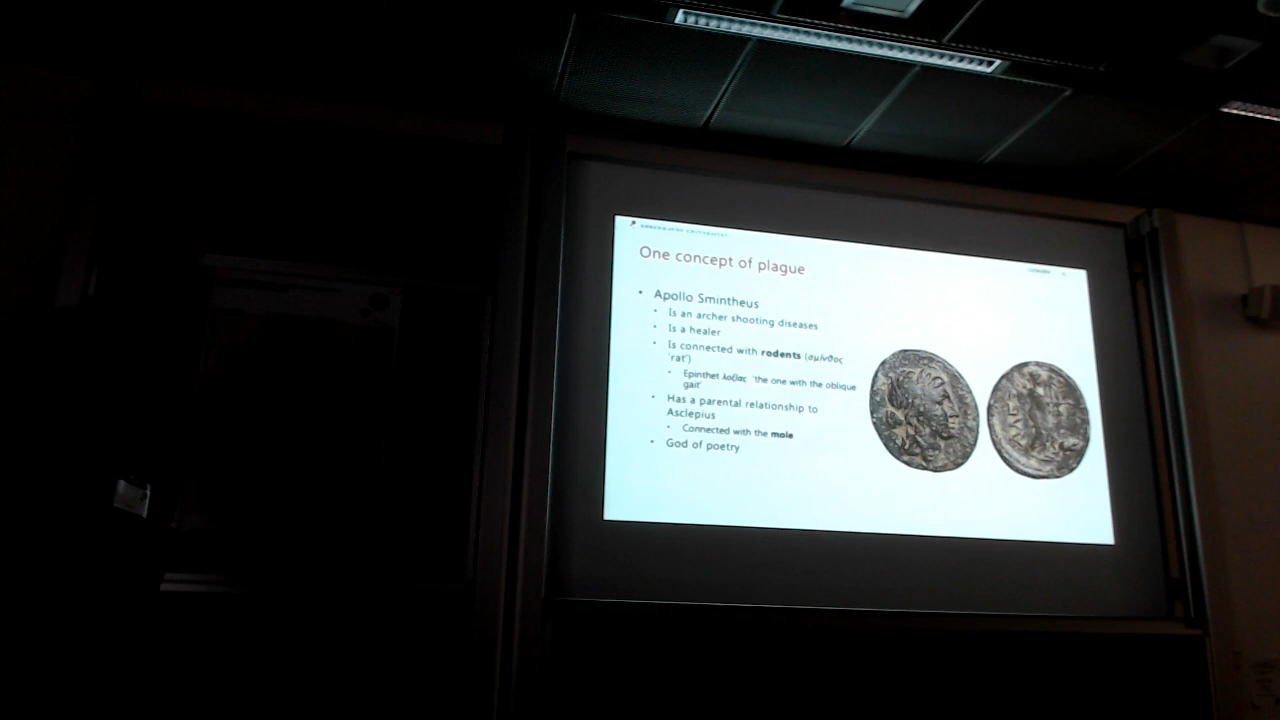 One concept of plague
• Apollo Smintheus
• Is an archer shooting diseases
• Is a healer
• Is connected with rodents (σμίνθος
'rat')
• Epinthet λοξίας 'the one with the oblique
gait'
• Has a parental relationship to
Asclepius
• Connected with the mole
• God of poetry